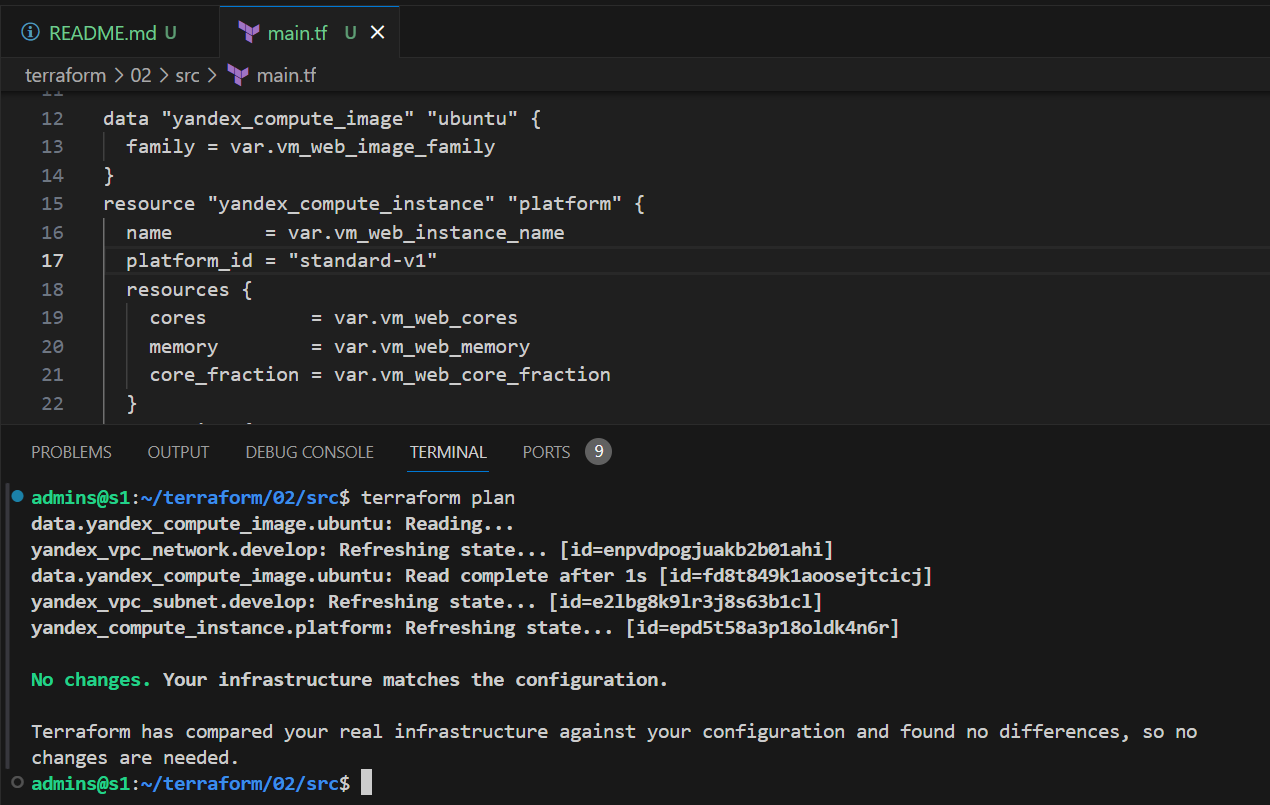 README.md U
main.tf U
terraform > 02 > src > main.tf
11
12 data "yandex_compute_image" "ubuntu" {
13 family = var.vm_web_image_family
14 }
15 resource "yandex_compute_instance" "platform" {
16 name        = var.vm_web_instance_name
17 platform_id = "standard-v1"
18 resources {
19 cores         = var.vm_web_cores
20 memory        = var.vm_web_memory
21 core_fraction = var.vm_web_core_fraction
22 }
PROBLEMS OUTPUT DEBUG CONSOLE TERMINAL PORTS 9
admins@s1:~/terraform/02/src$ terraform plan
data.yandex_compute_image.ubuntu: Reading...
yandex_vpc_network.develop: Refreshing state... [id=enpvdpogjuakb2b01ahi]
data.yandex_compute_image.ubuntu: Read complete after 1s [id=fd8t849k1aoosejtcicj]
yandex_vpc_subnet.develop: Refreshing state... [id=e2lbg8k9lr3j8s63b1cl]
yandex_compute_instance.platform: Refreshing state... [id=epd5t58a3p18oldk4n6r]
No changes. Your infrastructure matches the configuration.
Terraform has compared your real infrastructure against your configuration and found no differences, so no
changes are needed.
admins@s1:~/terraform/02/src$